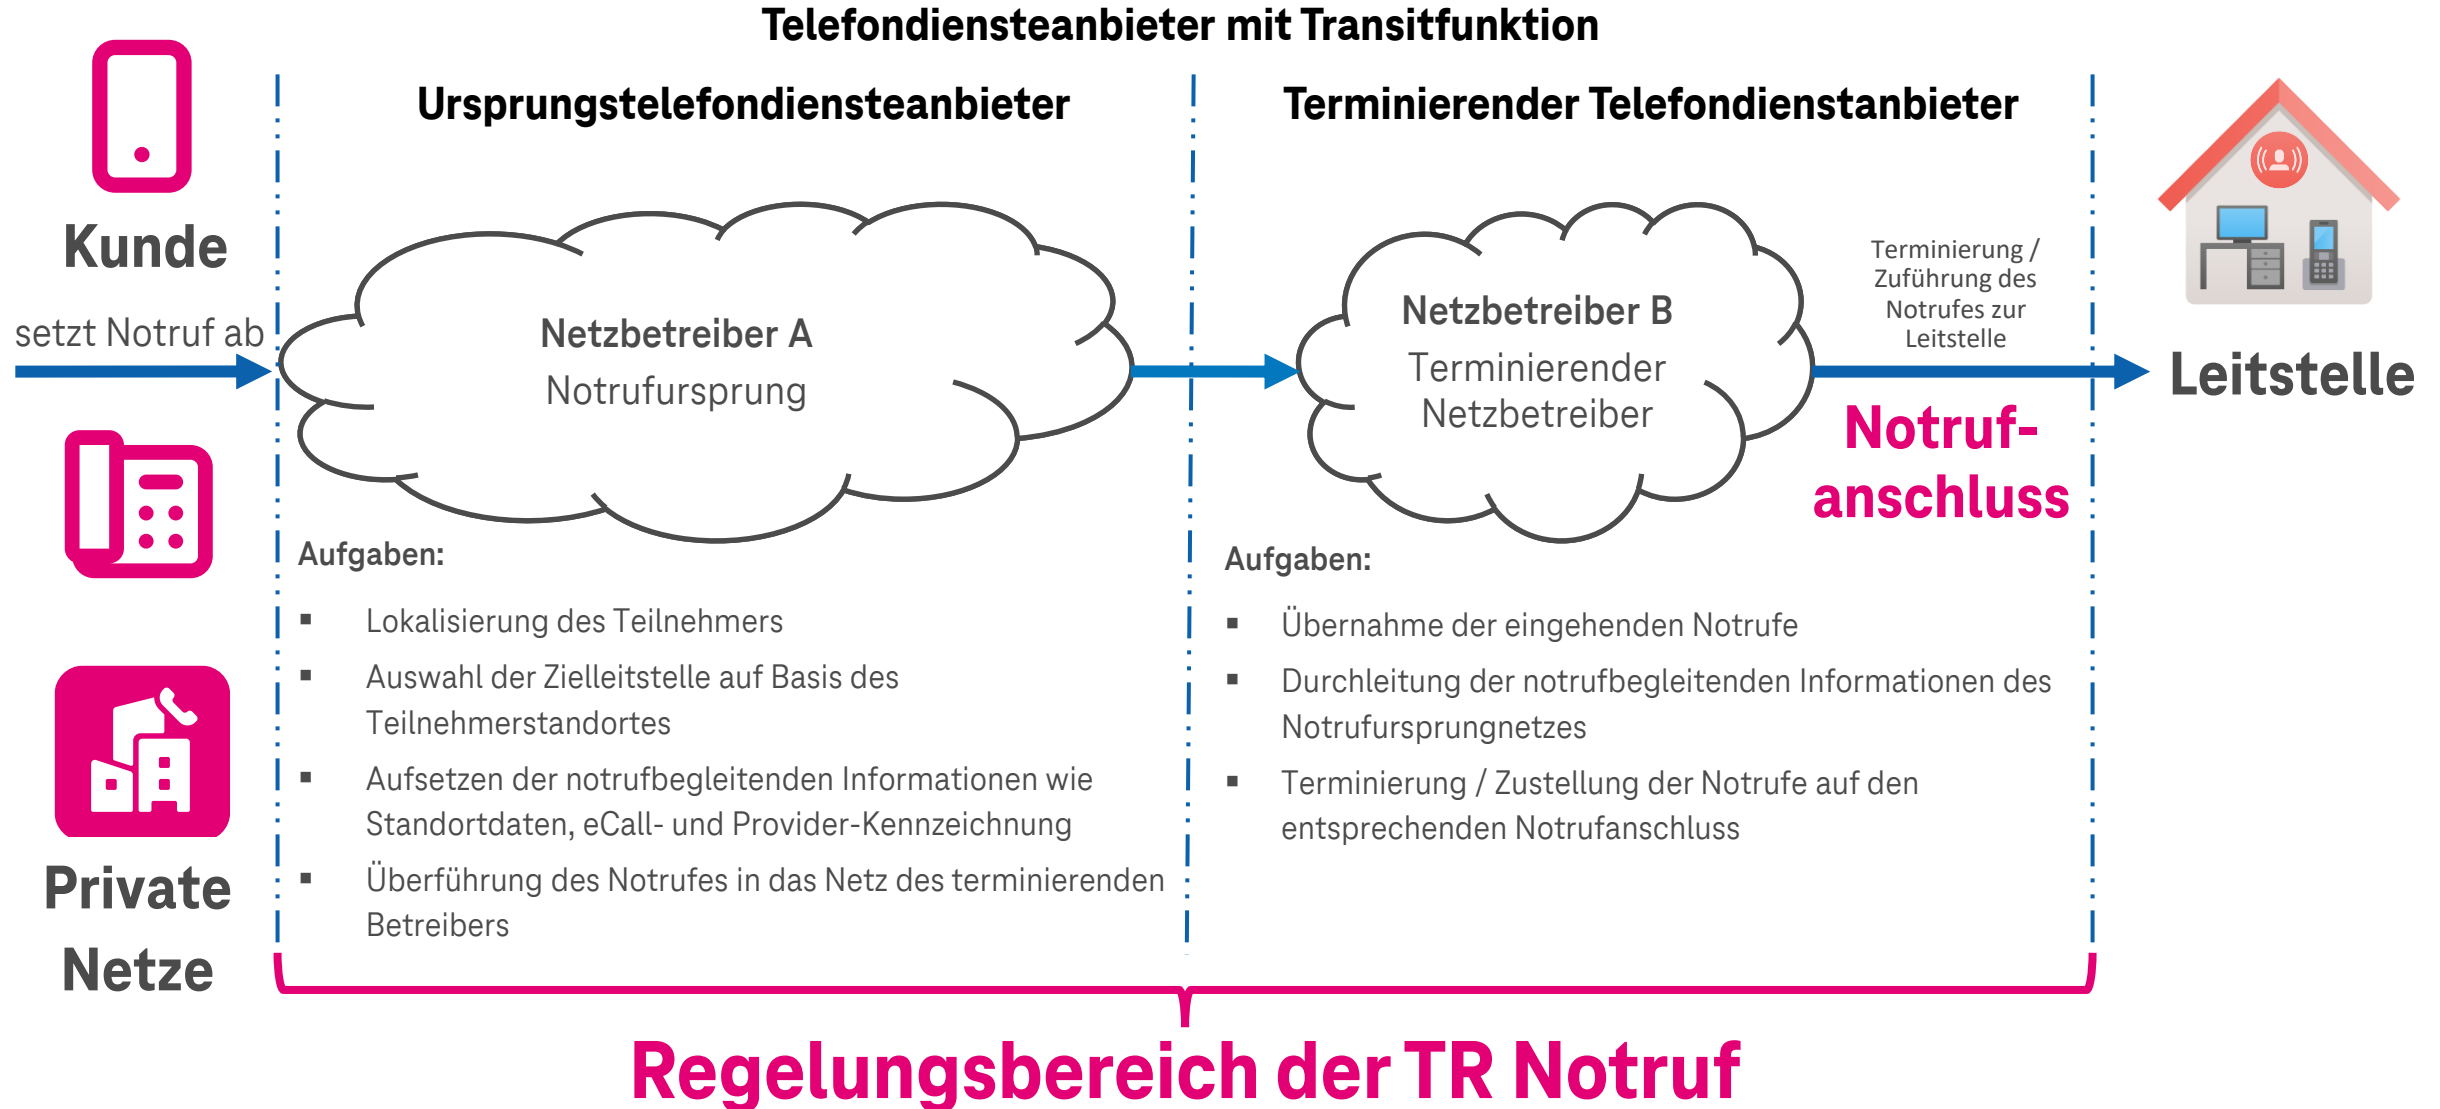 Telefondiensteanbieter mit Transitfunktion
Ursprungstelefondiensteanbieter
Terminierender Telefondienstanbieter
Kunde
setzt Notruf ab
Netzbetreiber A
Notrufursprung
Netzbetreiber B
Terminierender
Netzbetreiber
Terminierung /
Zuführung des
Notrufes zur
Leitstelle
Leitstelle
Notruf-
anschluss
Private
Netze
Aufgaben:
▪ Lokalisierung des Teilnehmers
▪ Auswahl der Zielleitstelle auf Basis des
Teilnehmerstandortes
▪ Aufsetzen der notrufbegleitenden Informationen wie
Standortdaten, eCall- und Provider-Kennzeichnung
▪ Überführung des Notrufes in das Netz des terminierenden
Betreibers
Aufgaben:
▪ Übernahme der eingehenden Notrufe
▪ Durchleitung der notrufbegleitenden Informationen des
Notrufursprungnetzes
▪ Terminierung / Zustellung der Notrufe auf den
entsprechenden Notrufanschluss
Regelungsbereich der TR Notruf